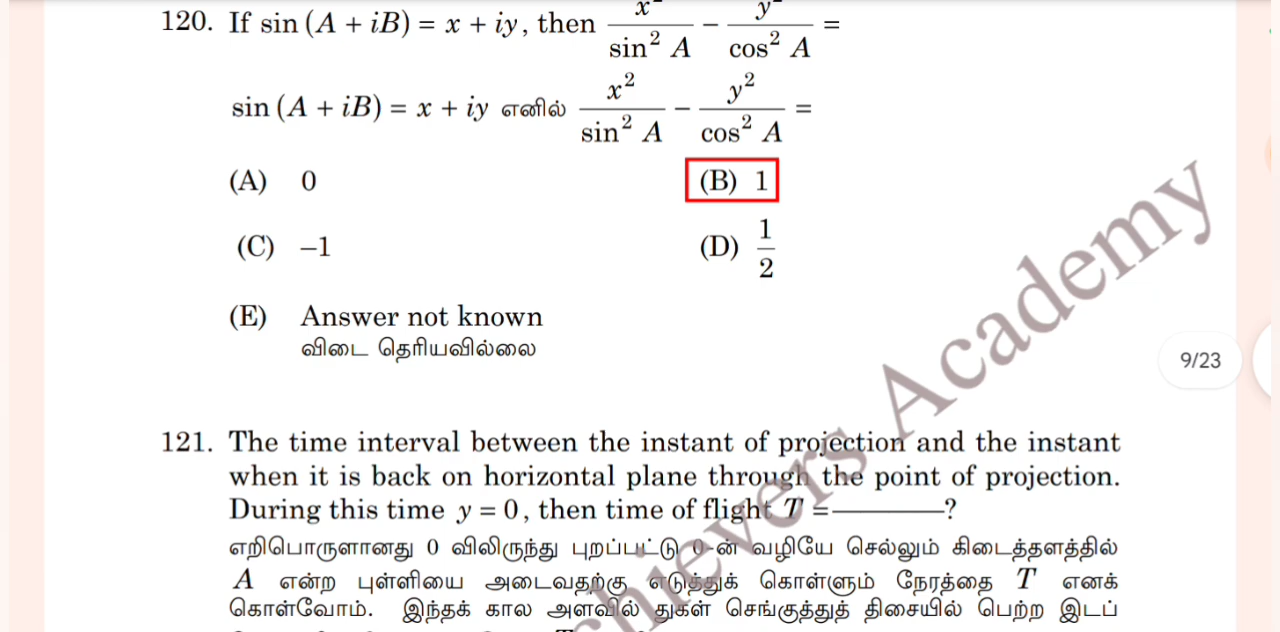 120. If sin (A + iB) = x + iy, then x²/sin² A − y²/cos² A =
sin (A + iB) = x + iy எனில் x²/sin² A − y²/cos² A =
(A) 0 (B) 1
(C) –1 (D) 1/2
(E) Answer not known
விடை தெரியவில்லை
9/23
121. The time interval between the instant of projection and the instant
when it is back on horizontal plane through the point of projection.
During this time y = 0, then time of flight T = ————?
எறிபொருளானது 0 விலிருந்து புறப்பட்டு 0-ன் வழியே செல்லும் கிடைத்தளத்தில்
A என்ற புள்ளியை அடைவதற்கு எடுத்துக் கொள்ளும் நேரத்தை T எனக்
கொள்வோம். இந்தக் கால அளவில் துகள் செங்குத்துத் திசையில் பெற்ற இடப்
chievers Academy